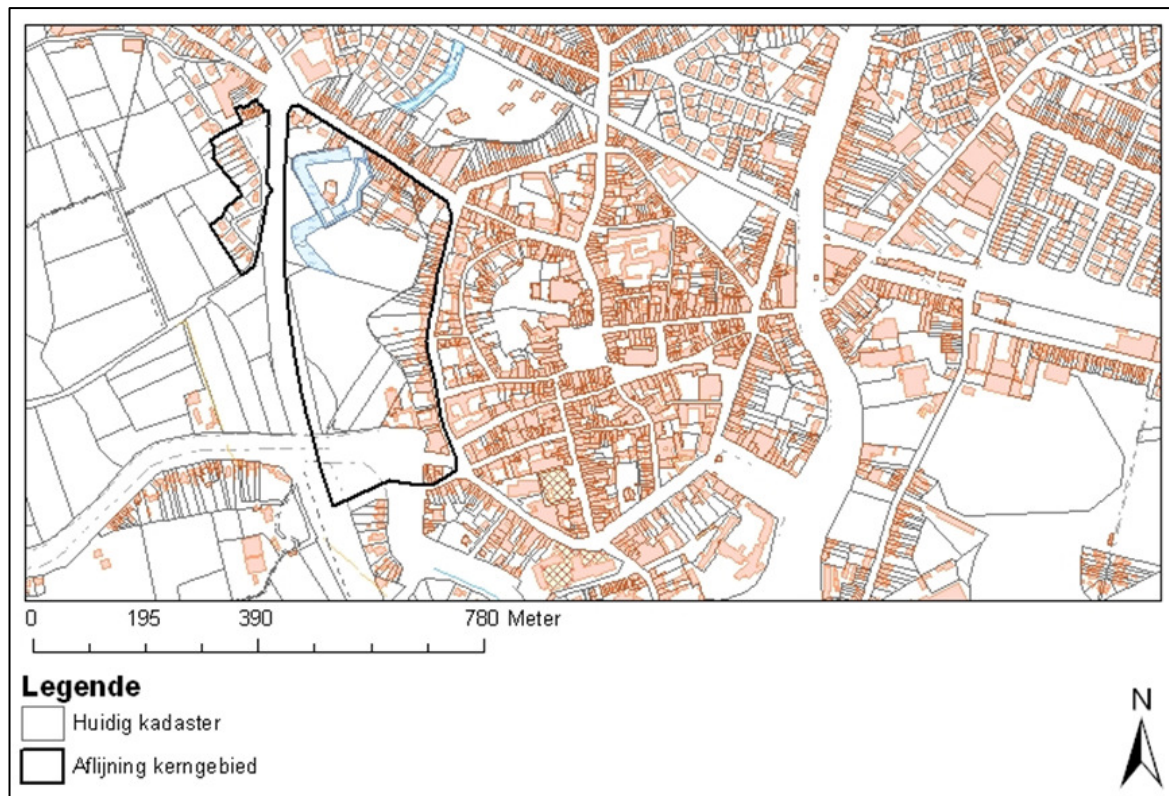 0 195 390 780 Meter
Legende
Huidig kadaster
Aflijning kerngebied
N